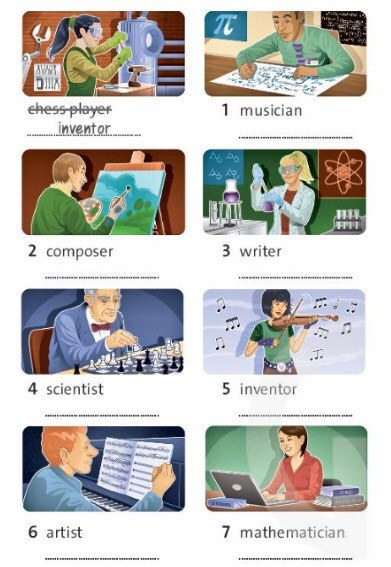 π
chess player
inventor
1 musician
2 composer
3 writer
4 scientist
5 inventor
6 artist
7 mathematician